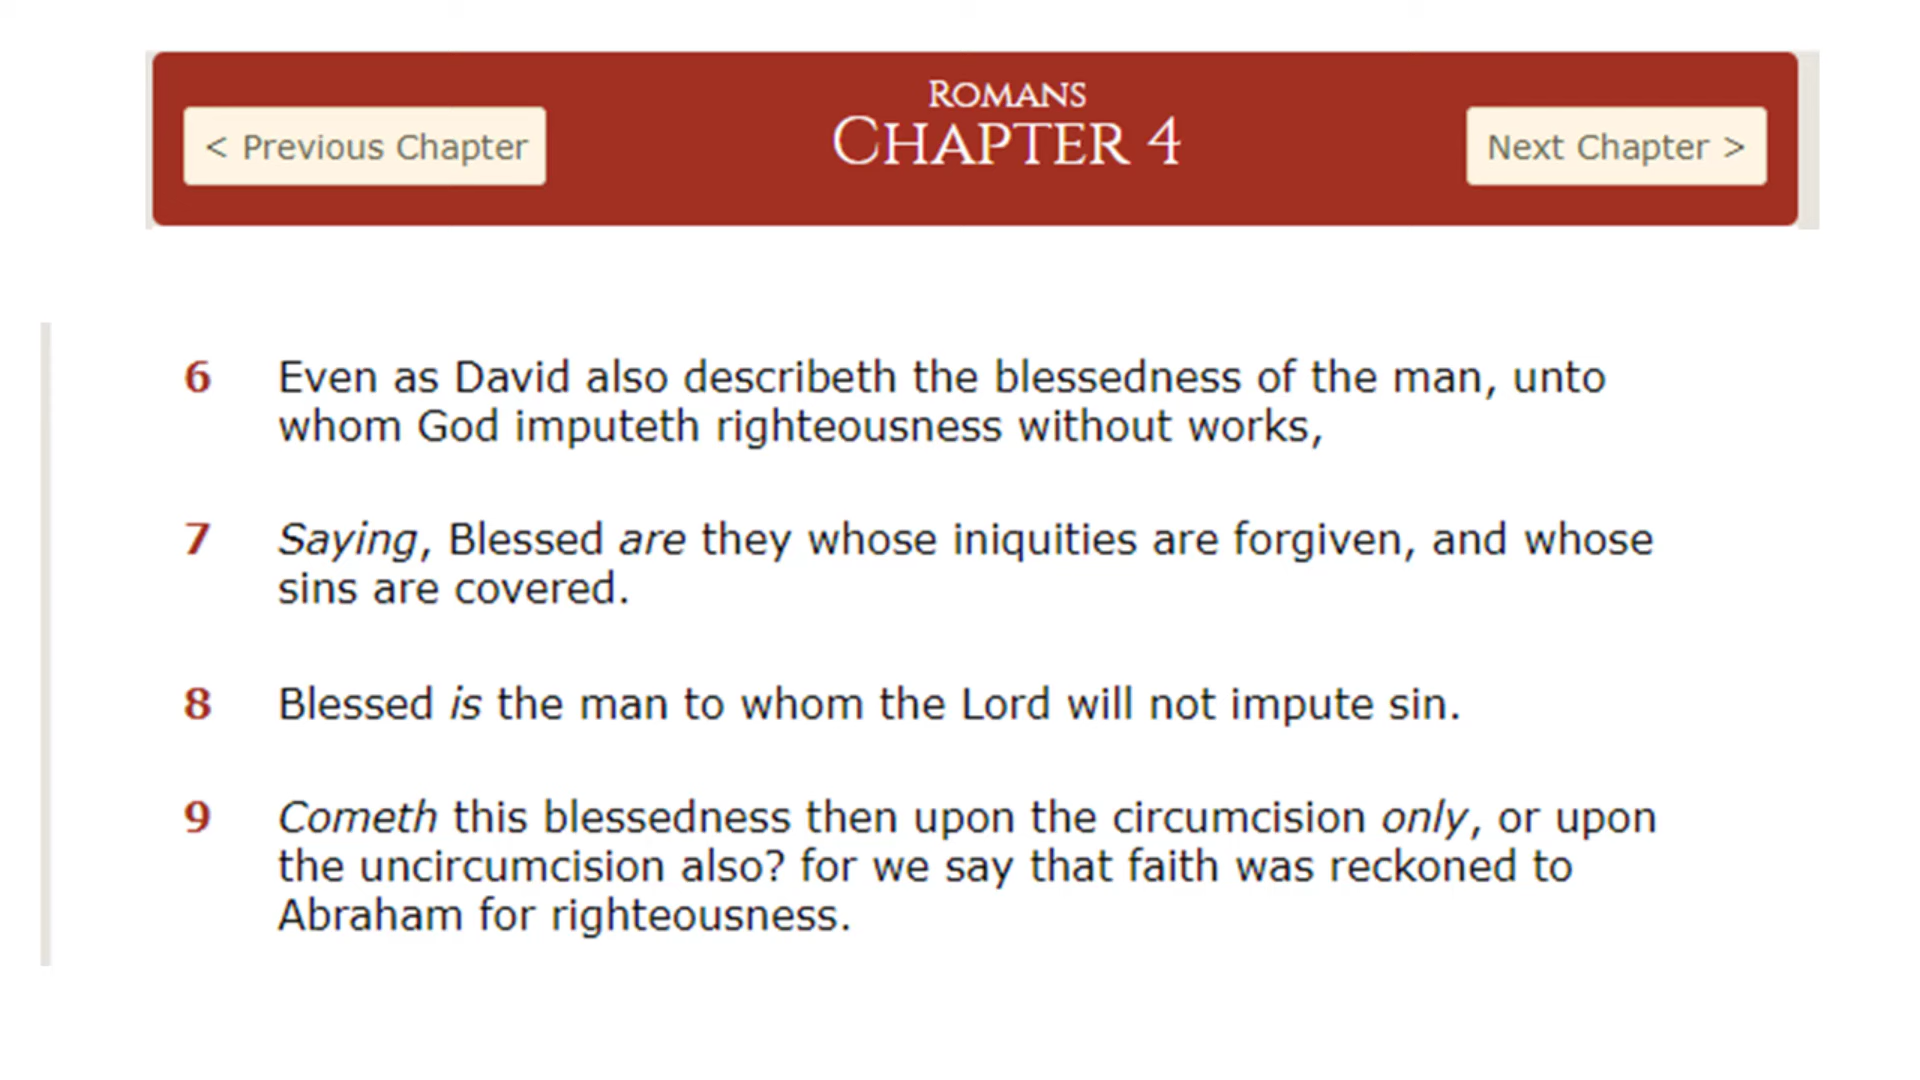 ROMANS
CHAPTER 4
< Previous Chapter
Next Chapter >
6 Even as David also describeth the blessedness of the man, unto
whom God imputeth righteousness without works,
7 Saying, Blessed are they whose iniquities are forgiven, and whose
sins are covered.
8 Blessed is the man to whom the Lord will not impute sin.
9 Cometh this blessedness then upon the circumcision only, or upon
the uncircumcision also? for we say that faith was reckoned to
Abraham for righteousness.